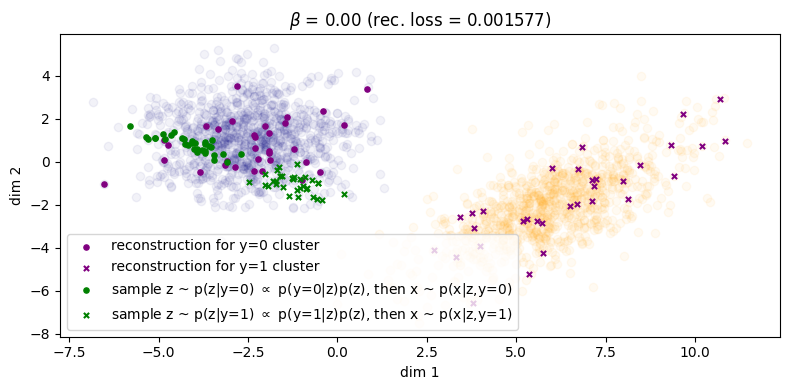 β = 0.00 (rec. loss = 0.001577)
dim 2
4
2
0
−2
−4
−6
−8
reconstruction for y=0 cluster
reconstruction for y=1 cluster
sample z ~ p(z|y=0) ∝ p(y=0|z)p(z), then x ~ p(x|z,y=0)
sample z ~ p(z|y=1) ∝ p(y=1|z)p(z), then x ~ p(x|z,y=1)
−7.5 −5.0 −2.5 0.0 2.5 5.0 7.5 10.0
dim 1